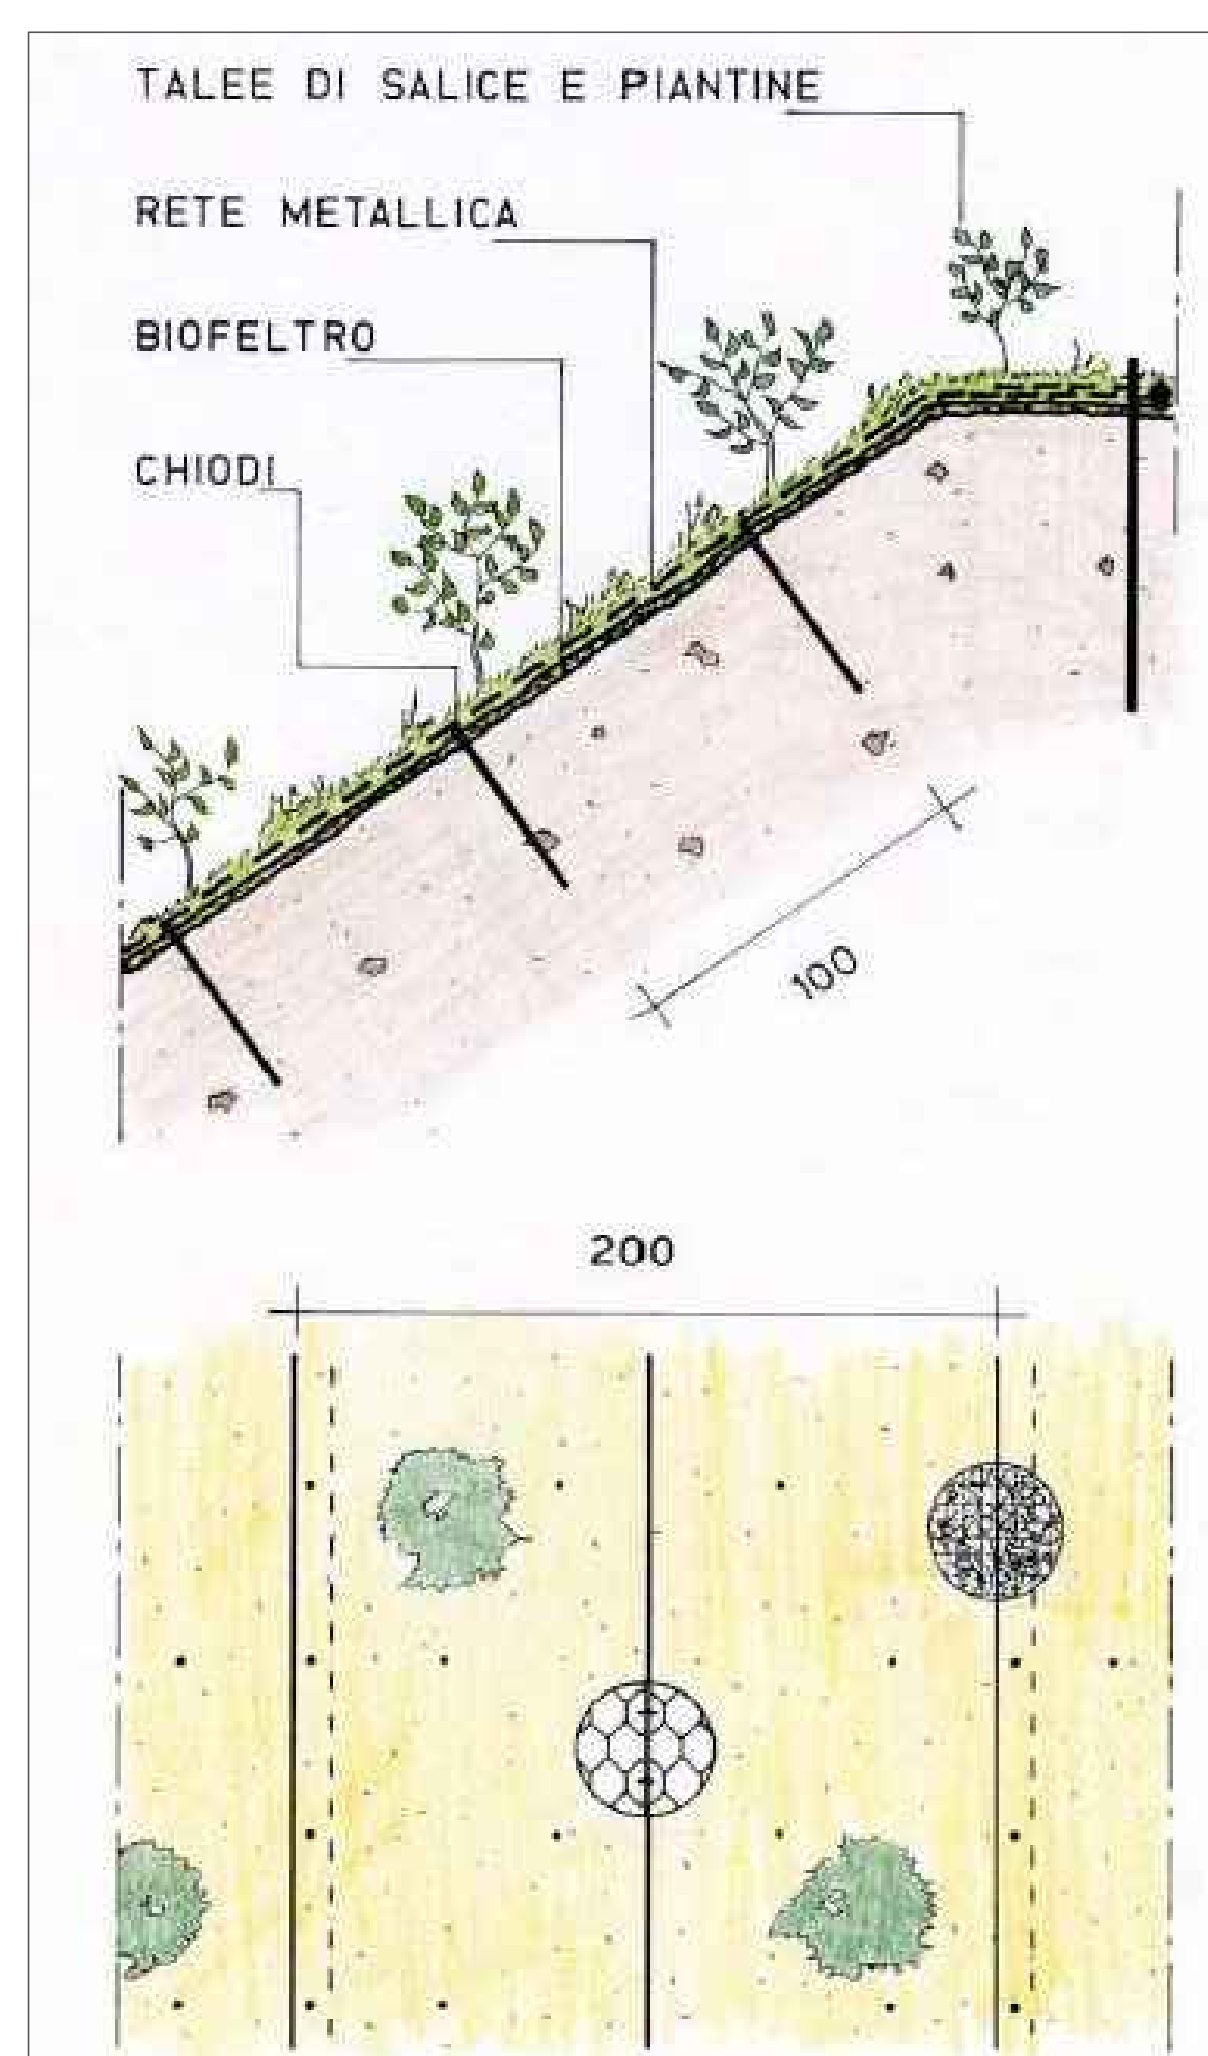 TALEE DI SALICE E PIANTINE
RETE METALLICA
BIOFELTRO
CHIODI
100
200